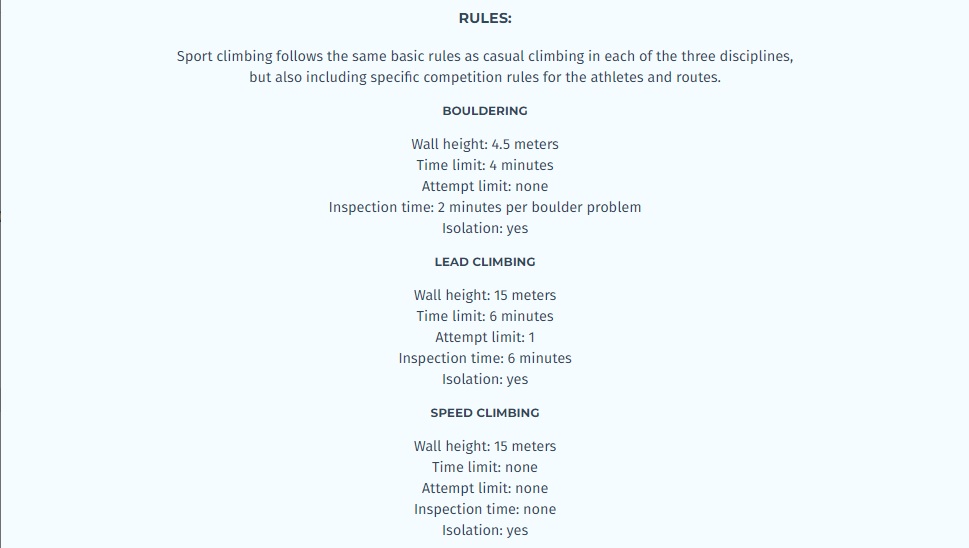 RULES:
Sport climbing follows the same basic rules as casual climbing in each of the three disciplines,
but also including specific competition rules for the athletes and routes.
BOULDERING
Wall height: 4.5 meters
Time limit: 4 minutes
Attempt limit: none
Inspection time: 2 minutes per boulder problem
Isolation: yes
LEAD CLIMBING
Wall height: 15 meters
Time limit: 6 minutes
Attempt limit: 1
Inspection time: 6 minutes
Isolation: yes
SPEED CLIMBING
Wall height: 15 meters
Time limit: none
Attempt limit: none
Inspection time: none
Isolation: yes